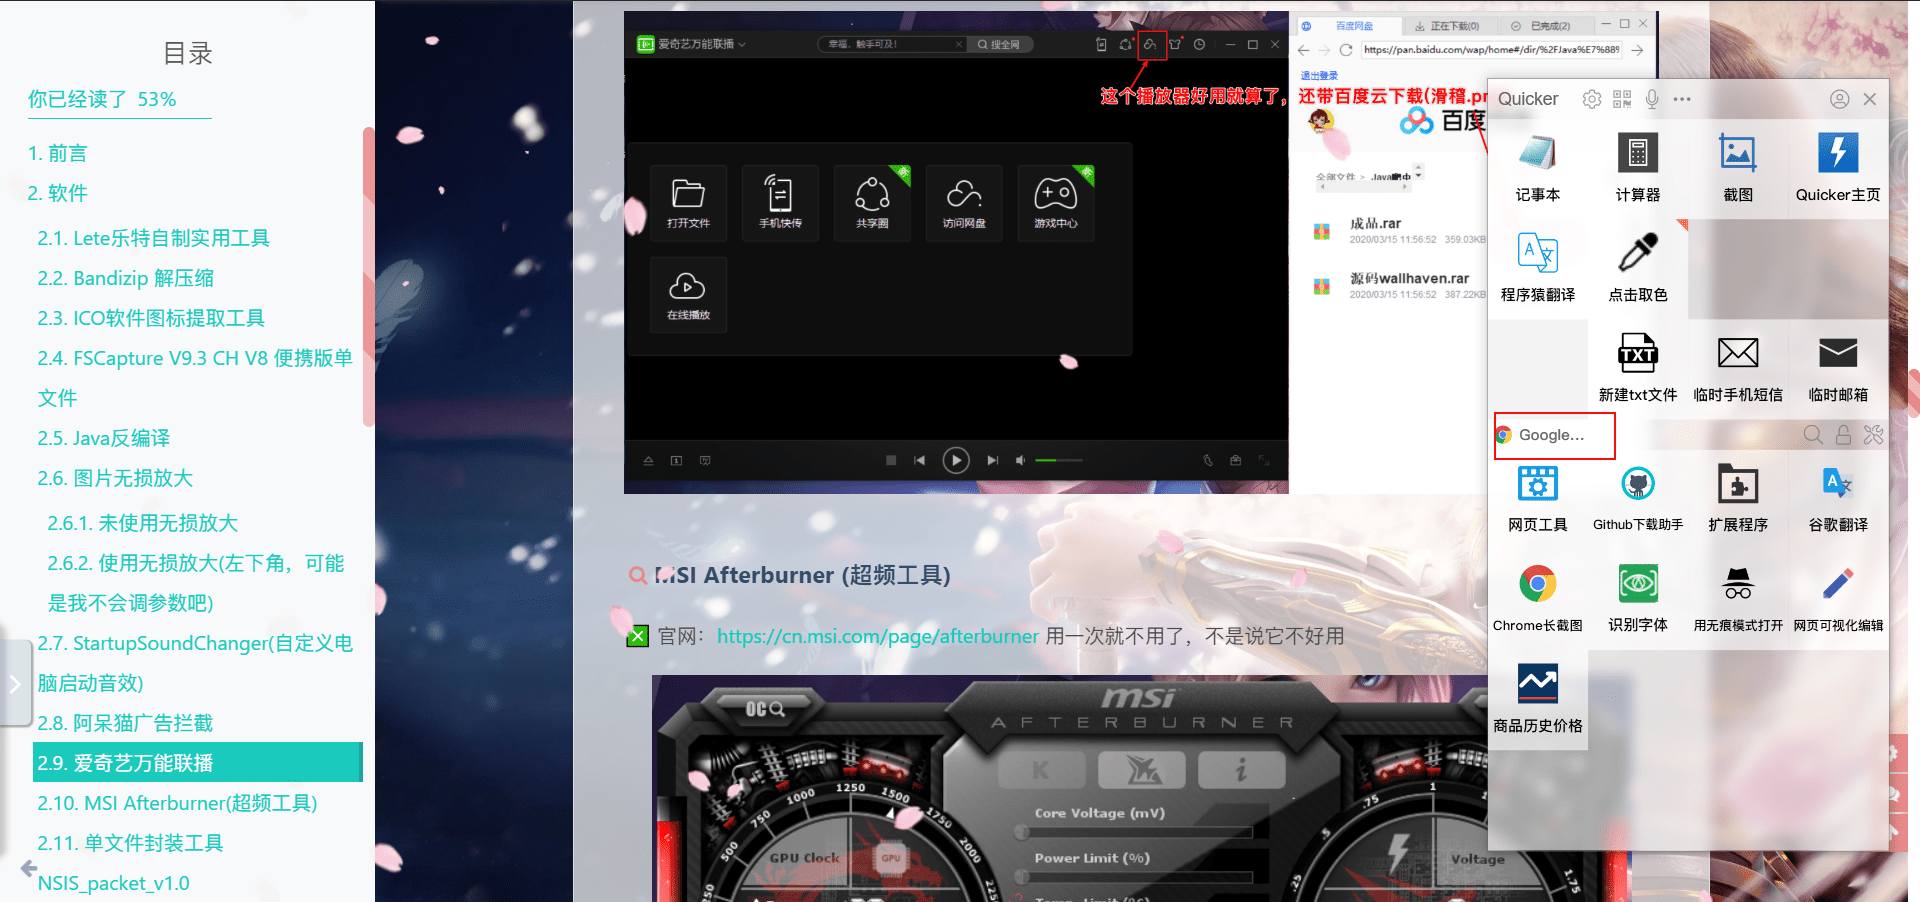 目录
你已经读了 53%
1. 前言
2. 软件
2.1. Lete乐特自制实用工具
2.2. Bandizip 解压缩
2.3. ICO软件图标提取工具
2.4. FSCapture V9.3 CH V8 便携版单
文件
2.5. Java反编译
2.6. 图片无损放大
2.6.1. 未使用无损放大
2.6.2. 使用无损放大(左下角，可能
是我不会调参数吧)
2.7. StartupSoundChanger(自定义电
脑启动音效)
2.8. 阿呆猫广告拦截
2.9. 爱奇艺万能联播
2.10. MSI Afterburner(超频工具)
2.11. 单文件封装工具
NSIS_packet_v1.0
爱奇艺万能联播
幸福，触手可及!
搜全网
这个播放器好用就算了，还带百度云下载(滑稽.pn
打开文件
手机快传
共享圈
访问网盘
游戏中心
在线播放
百度网盘
正在下载(0)
已完成(2)
https://pan.baidu.com/wap/home#/dir/%2FJava%E7%889
退出登录
百度
全部文件 >
成品.rar
2020/03/15 11:56:52 359.03KB
源码wallhaven.rar
2020/03/15 11:56:52 387.22KB
MSI Afterburner (超频工具)
官网：https://cn.msi.com/page/afterburner 用一次就不用了，不是说它不好用
OC
msi
AFTERBURNER
K
i
Core Voltage (mV)
Power Limit (%)
GPU Clock
GPU
Voltage
500
750
1000
1250
1500
1750
2000
.25
.5
.75
1
1.75
Quicker
记事本
计算器
截图
Quicker主页
程序猿翻译
点击取色
新建txt文件
临时手机短信
临时邮箱
TXT
Google...
网页工具
Github下载助手
扩展程序
谷歌翻译
Chrome长截图
识别字体
用无痕模式打开
网页可视化编辑
商品历史价格